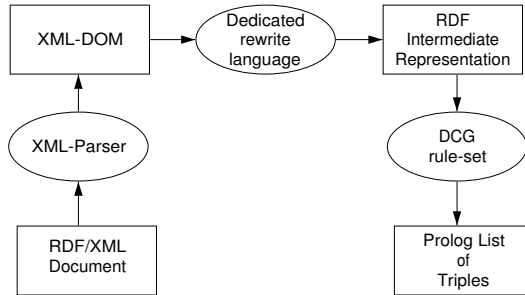 XML-DOM
Dedicated
rewrite
language
RDF
Intermediate
Representation
XML-Parser
DCG
rule-set
RDF/XML
Document
Prolog List
of
Triples